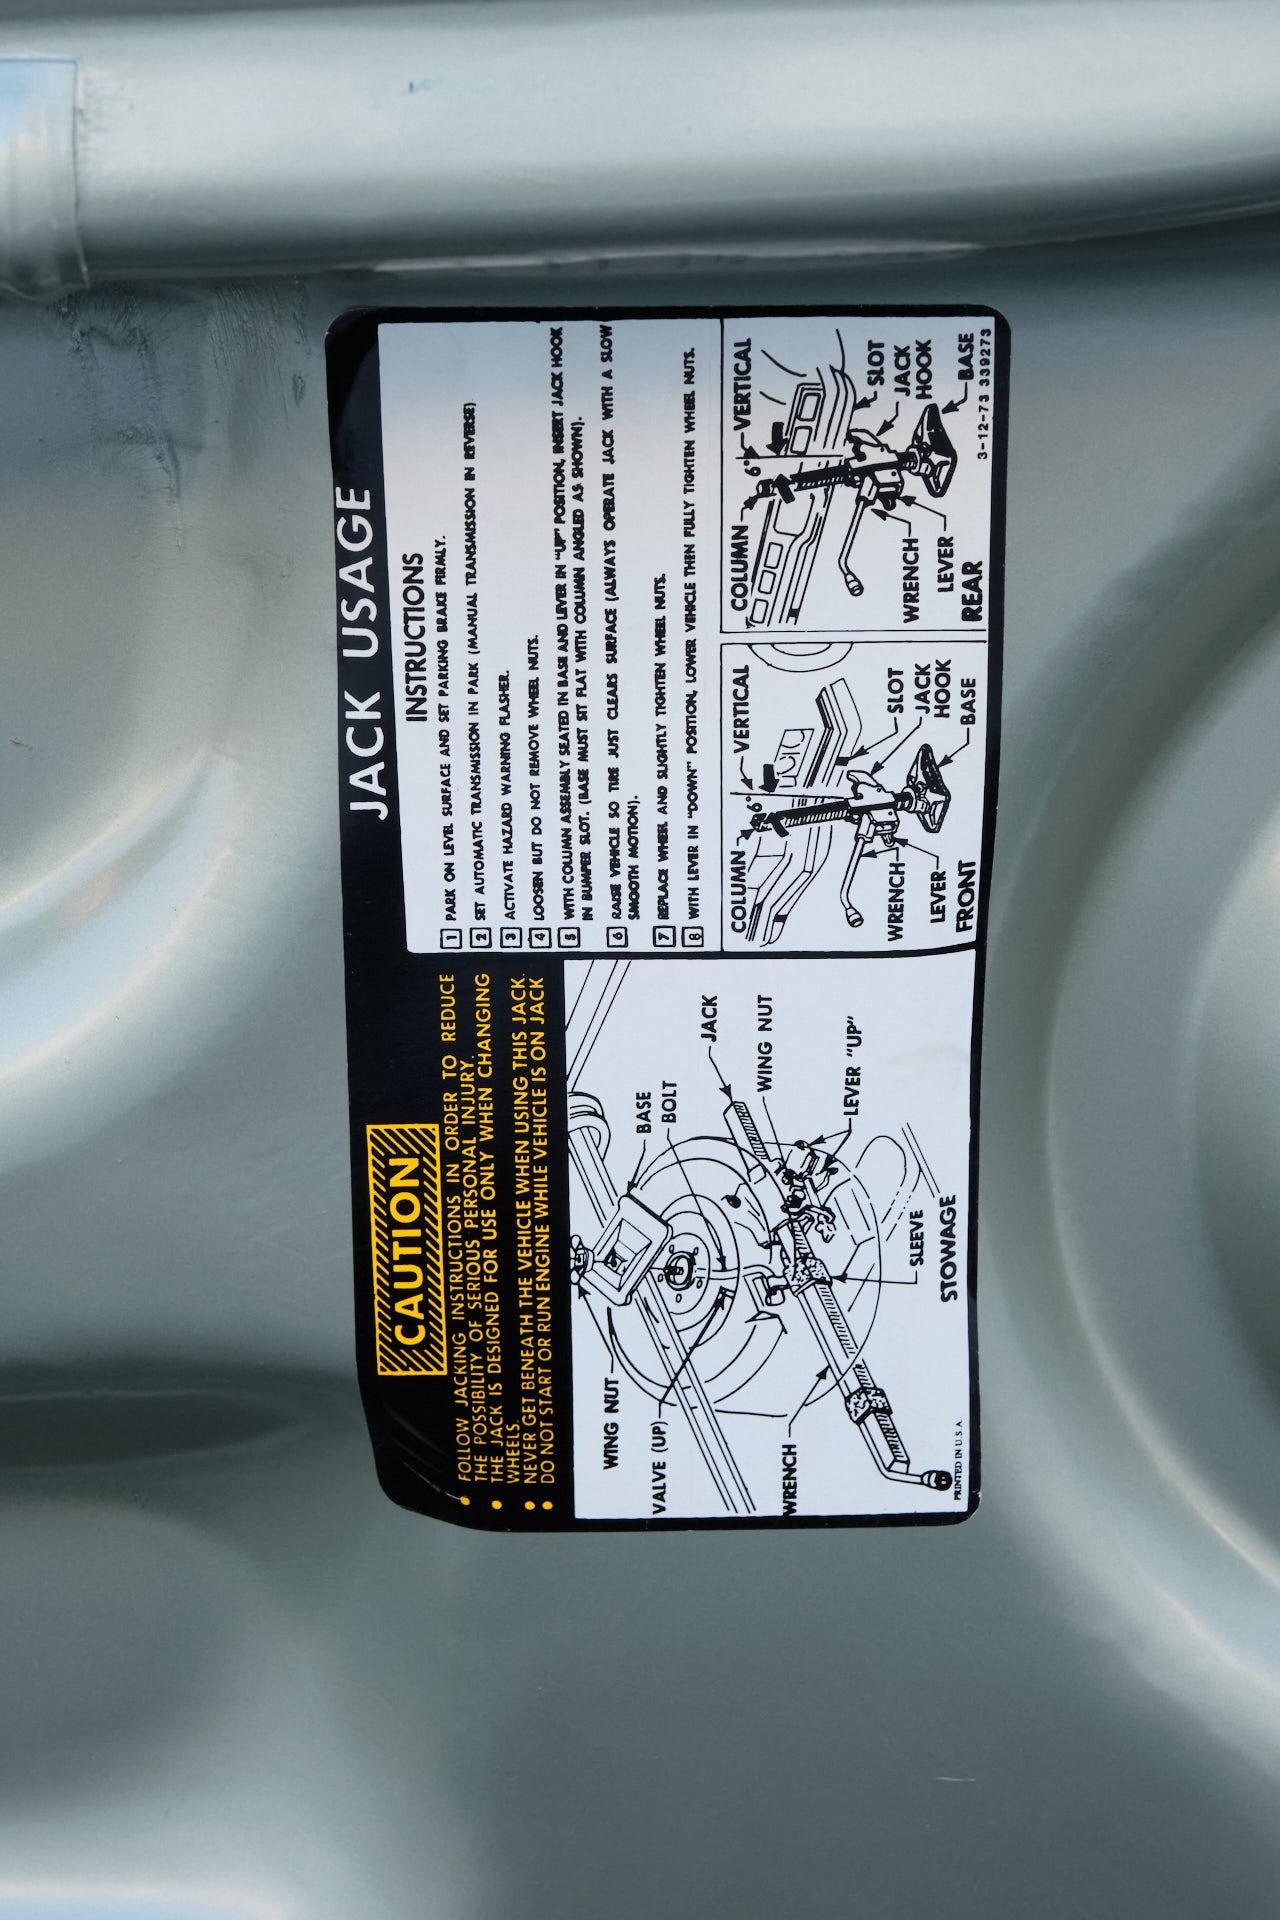 JACK USAGE
CAUTION
• FOLLOW JACKING INSTRUCTIONS IN ORDER TO REDUCE
THE POSSIBILITY OF SERIOUS PERSONAL INJURY.
• THE JACK IS DESIGNED FOR USE ONLY WHEN CHANGING
WHEELS.
• NEVER GET BENEATH THE VEHICLE WHEN USING THIS JACK.
• DO NOT START OR RUN ENGINE WHILE VEHICLE IS ON JACK
WING NUT
VALVE (UP)
WRENCH
BASE
BOLT
JACK
WING NUT
LEVER "UP"
SLEEVE
STOWAGE
PRINTED IN U.S.A.
INSTRUCTIONS
1 PARK ON LEVEL SURFACE AND SET PARKING BRAKE FIRMLY.
2 SET AUTOMATIC TRANSMISSION IN PARK (MANUAL TRANSMISSION IN REVERSE)
3 ACTIVATE HAZARD WARNING FLASHER.
4 LOOSEN BUT DO NOT REMOVE WHEEL NUTS.
5 WITH COLUMN ASSEMBLY SEATED IN BASE AND LEVER IN "UP" POSITION, INSERT JACK HOOK
IN BUMPER SLOT. (BASE MUST SIT FLAT WITH COLUMN ANGLED AS SHOWN).
6 RAISE VEHICLE SO TIRE JUST CLEARS SURFACE (ALWAYS OPERATE JACK WITH A SLOW
SMOOTH MOTION).
7 REPLACE WHEEL AND SLIGHTLY TIGHTEN WHEEL NUTS.
8 WITH LEVER IN "DOWN" POSITION, LOWER VEHICLE THEN FULLY TIGHTEN WHEEL NUTS.
COLUMN
6°
VERTICAL
SLOT
JACK
HOOK
BASE
WRENCH
LEVER
FRONT
COLUMN
6°
VERTICAL
SLOT
JACK
HOOK
BASE
WRENCH
LEVER
REAR
3-12-73 339273